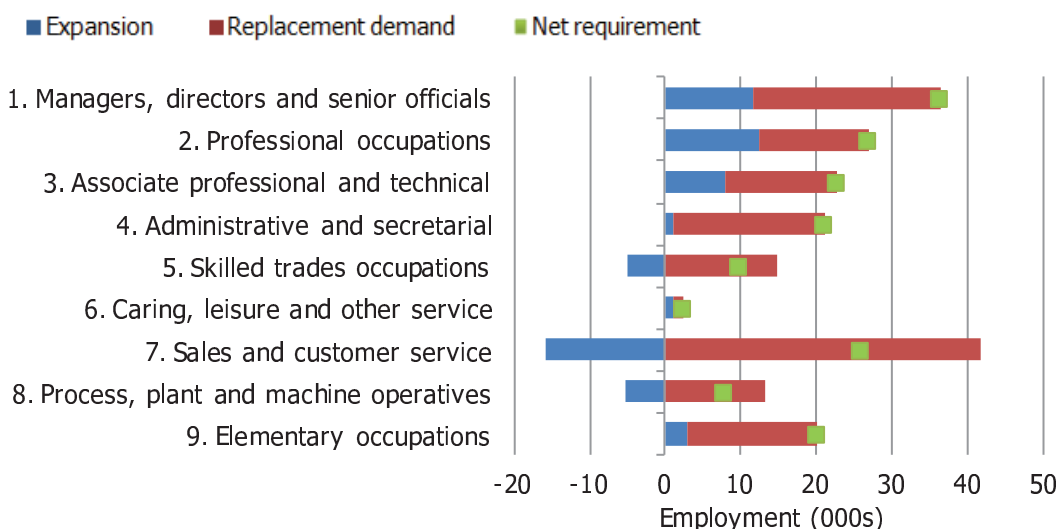 Expansion Replacement demand Net requirement
1. Managers, directors and senior officials
2. Professional occupations
3. Associate professional and technical
4. Administrative and secretarial
5. Skilled trades occupations
6. Caring, leisure and other service
7. Sales and customer service
8. Process, plant and machine operatives
9. Elementary occupations
-20 -10 0 10 20 30 40 50
Employment (000s)